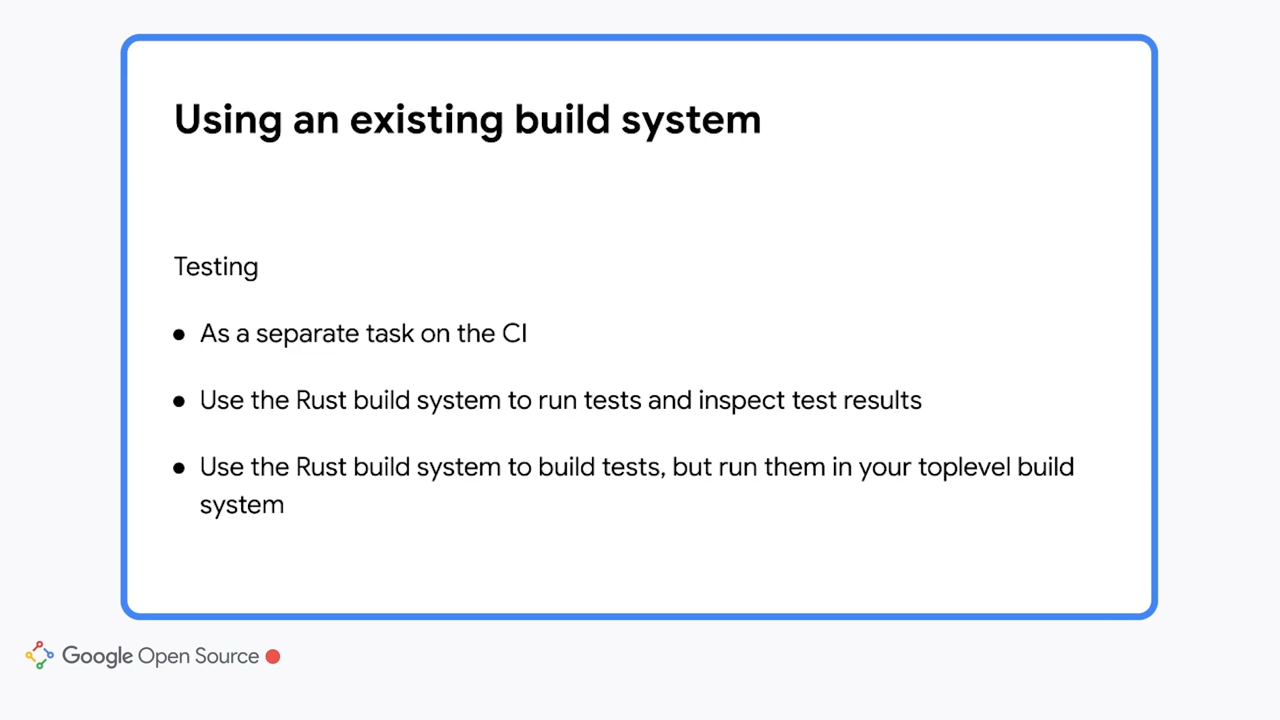 Using an existing build system
Testing
● As a separate task on the CI
● Use the Rust build system to run tests and inspect test results
● Use the Rust build system to build tests, but run them in your toplevel build
system
Google Open Source